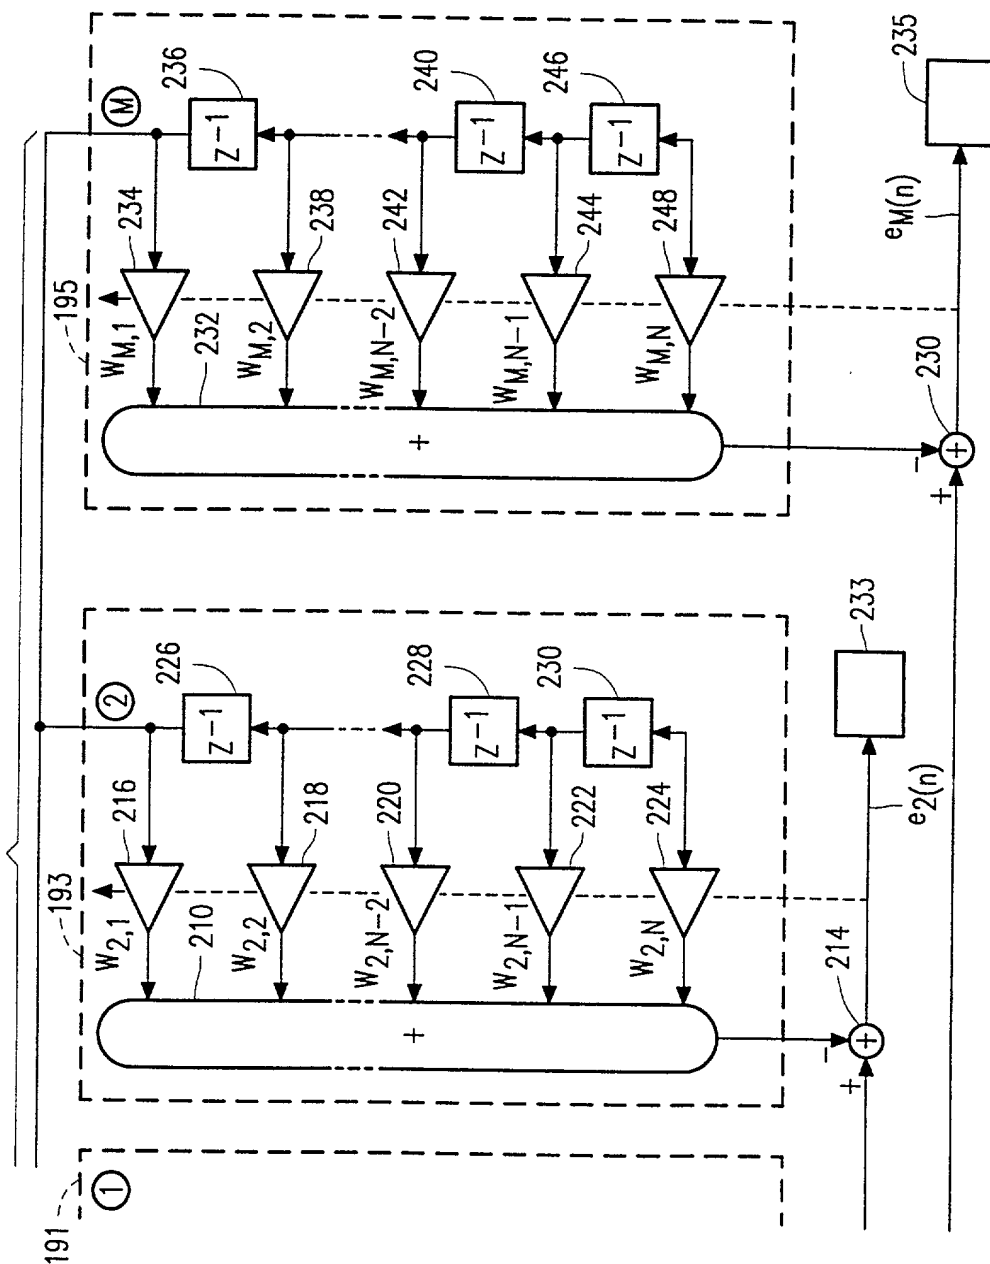 191
1
193
2
W2,1
216
226
W2,2
218
210
W2,N-2
220
228
W2,N-1
222
230
W2,N
224
Z-1
Z-1
Z-1
+
214
+
-
+
e2(n)
233
195
M
WM,1
234
236
WM,2
238
232
WM,N-2
242
240
WM,N-1
244
246
WM,N
248
Z-1
Z-1
Z-1
+
230
+
-
+
eM(n)
235